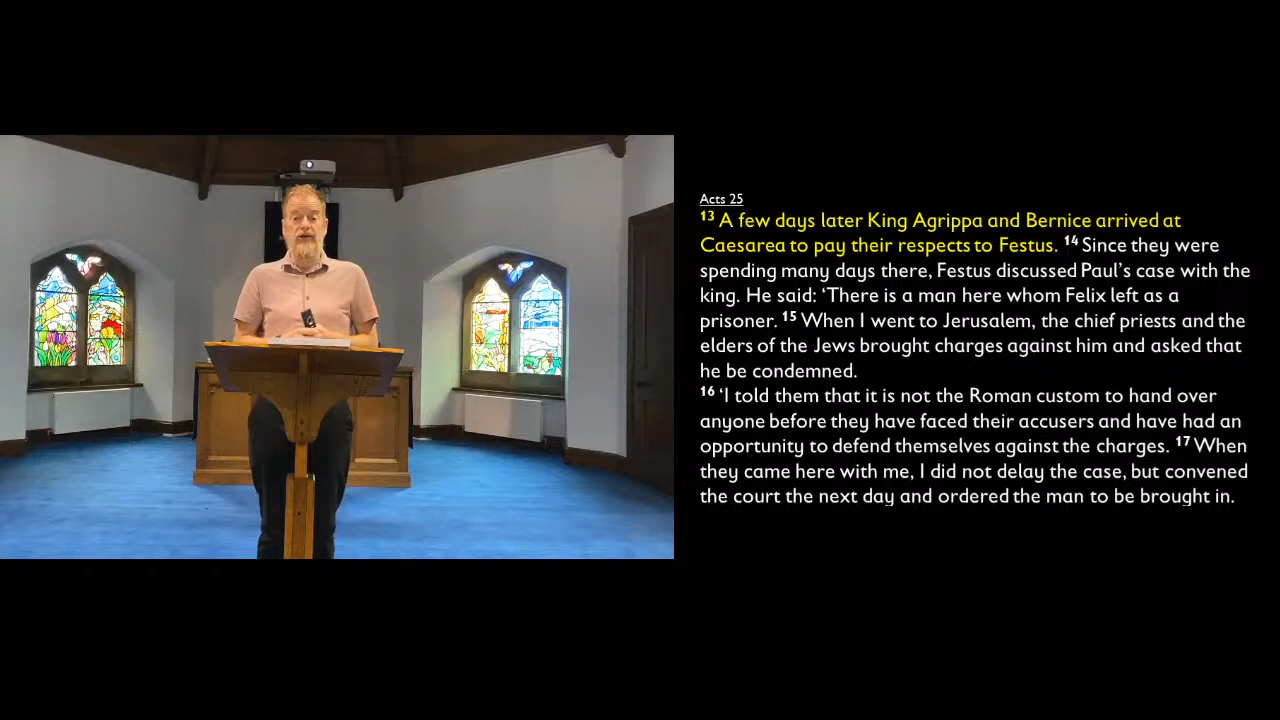 Acts 25
13 A few days later King Agrippa and Bernice arrived at
Caesarea to pay their respects to Festus. 14 Since they were
spending many days there, Festus discussed Paul’s case with the
king. He said: ‘There is a man here whom Felix left as a
prisoner. 15 When I went to Jerusalem, the chief priests and the
elders of the Jews brought charges against him and asked that
he be condemned.
16 ‘I told them that it is not the Roman custom to hand over
anyone before they have faced their accusers and have had an
opportunity to defend themselves against the charges. 17 When
they came here with me, I did not delay the case, but convened
the court the next day and ordered the man to be brought in.